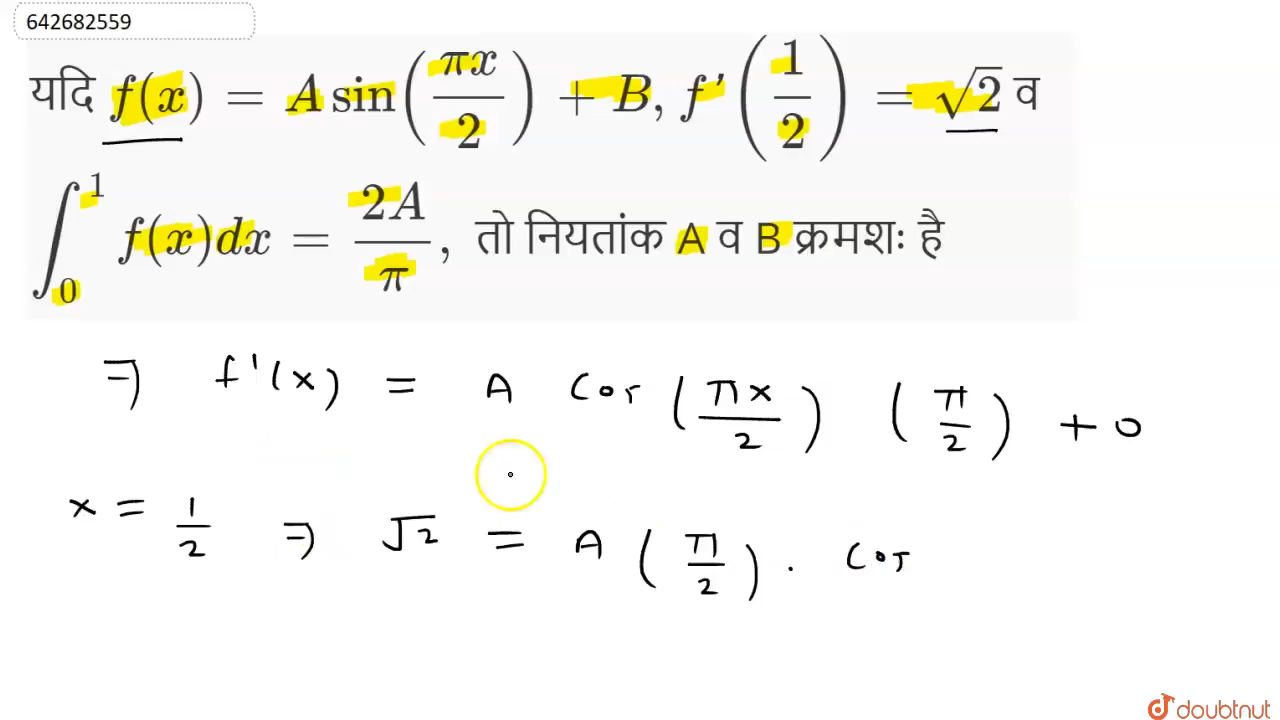 642682559
यदि f(x) = A sin(πx/2) + B, f'(1/2) = √2 व
∫₀¹ f(x)dx = 2A/π, तो नियतांक A व B क्रमशः है
⇒ f'(x) = A cos (πx/2) (π/2) + 0
x = 1/2 ⇒ √2 = A (π/2) . cos
doubtnut